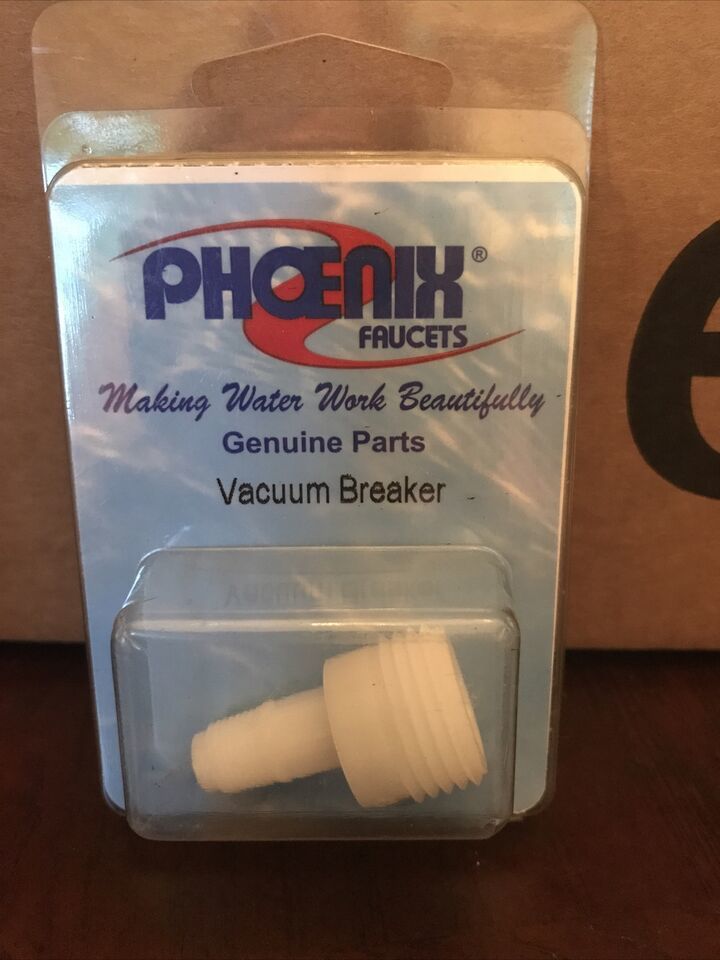 PHOENIX®
FAUCETS
Making Water Work Beautifully
Genuine Parts
Vacuum Breaker
e